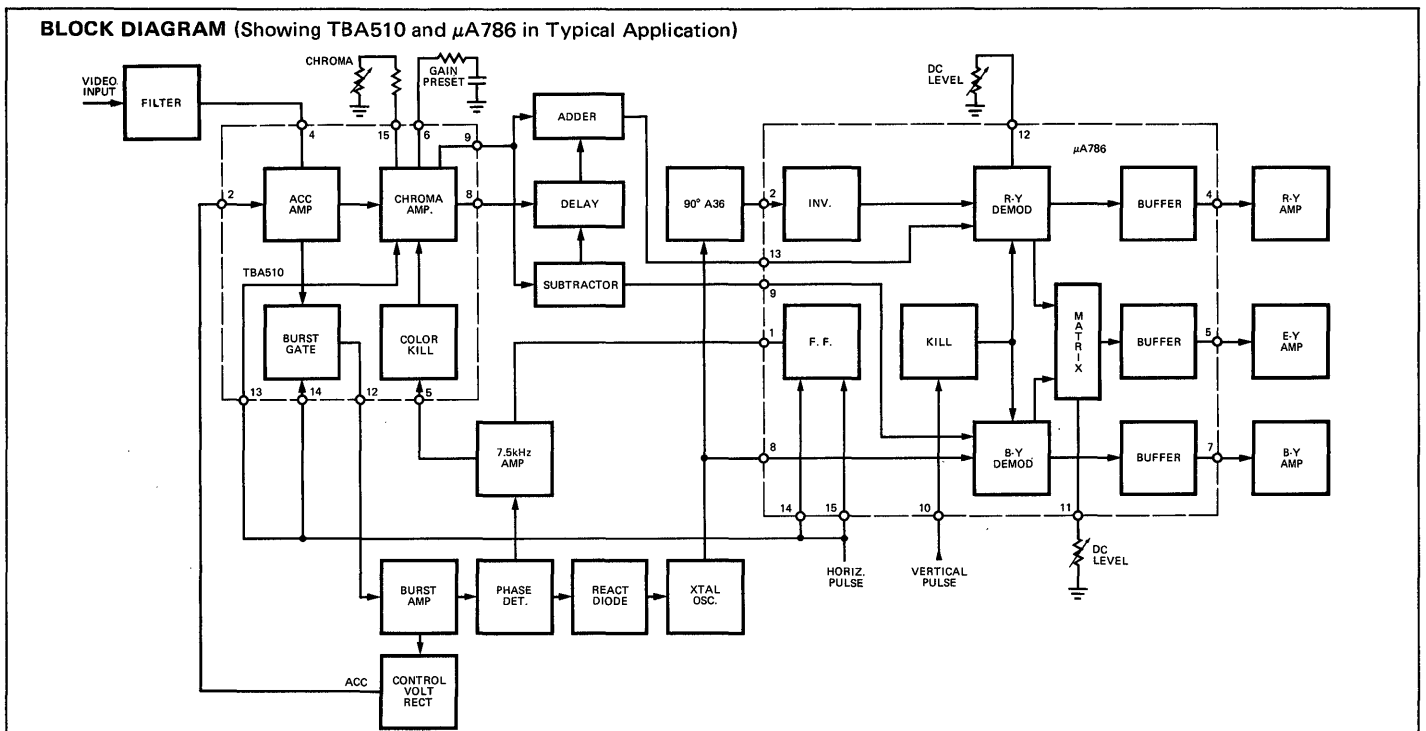 BLOCK DIAGRAM (Showing TBA510 and μA786 in Typical Application)
VIDEO
INPUT
FILTER
CHROMA
GAIN
PRESET
DC
LEVEL
4
15
6
9
12
μA786
ADDER
2
ACC
AMP
CHROMA
AMP.
8
DELAY
90° A36
2
INV.
R-Y
DEMOD
BUFFER
4
R-Y
AMP
13
TBA510
SUBTRACTOR
9
BURST
GATE
COLOR
KILL
1
F. F.
KILL
MATRIX
BUFFER
5
E-Y
AMP
13
14
12
5
7.5kHz
AMP
8
B-Y
DEMOD
BUFFER
7
B-Y
AMP
14
15
10
11
HORIZ.
PULSE
VERTICAL
PULSE
DC
LEVEL
BURST
AMP
PHASE
DET.
REACT
DIODE
XTAL
OSC.
ACC
CONTROL
VOLT
RECT